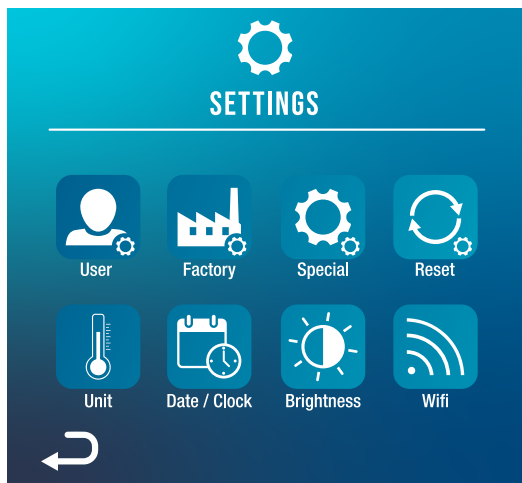 SETTINGS
User Factory Special Reset
Unit Date / Clock Brightness Wifi